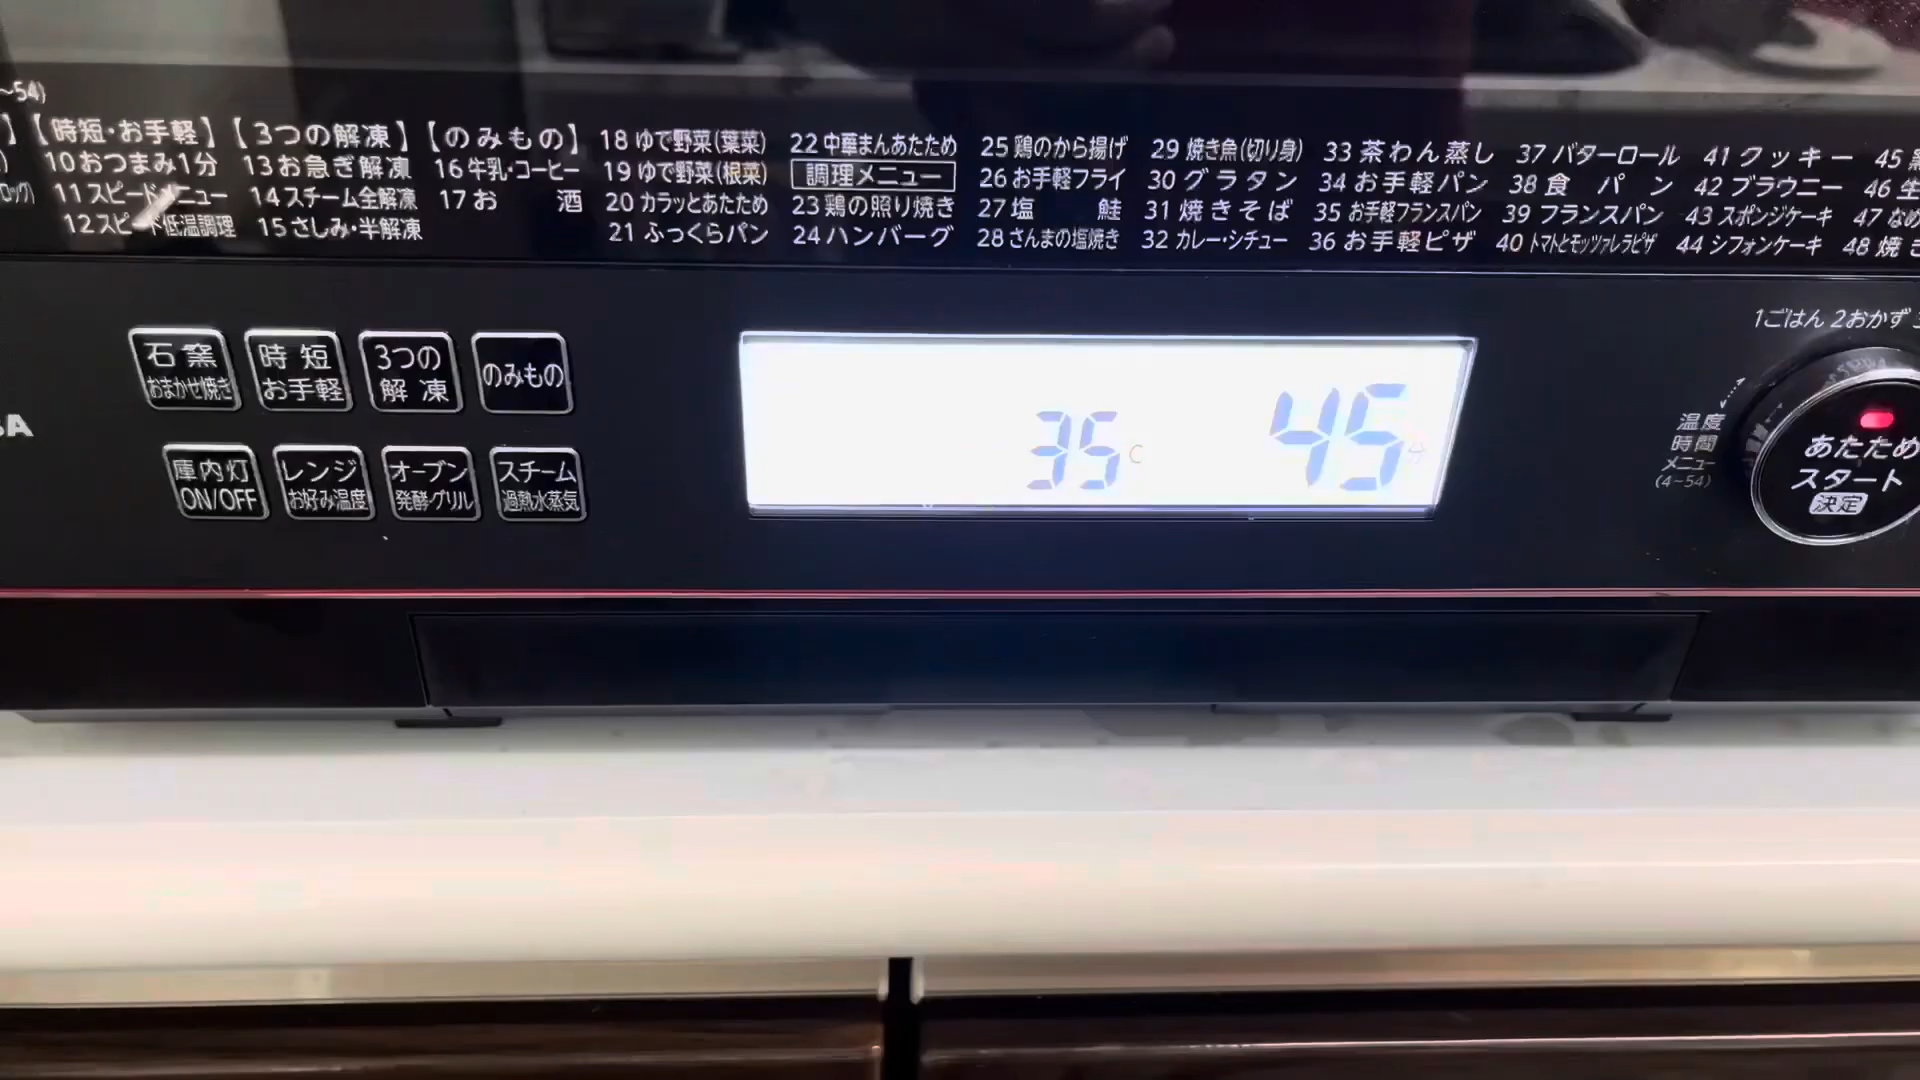 ~54)
】【時短・お手軽】【3つの解凍】【のみもの】
10 おつまみ1分
11 スピードメニュー
12 スピード低温調理
13 お急ぎ解凍
14 スチーム全解凍
15 さしみ・半解凍
16 牛乳・コーヒー
17 お酒
18 ゆで野菜(葉菜)
19 ゆで野菜(根菜)
20 カラッとあたため
21 ふっくらパン
22 中華まんあたため
調理メニュー
23 鶏の照り焼き
24 ハンバーグ
25 鶏のから揚げ
26 お手軽フライ
27 塩鮭
28 さんまの塩焼き
29 焼き魚(切り身)
30 グラタン
31 焼きそば
32 カレー・シチュー
33 茶わん蒸し
34 お手軽パン
35 お手軽フランスパン
36 お手軽ピザ
37 バターロール
38 食パン
39 フランスパン
40 トマトとモッツァレラピザ
41 クッキー
42 ブラウニー
43 スポンジケーキ
44 シフォンケーキ
45
46 生
47 なめ
48 焼き
石窯
おまかせ焼き
時短
お手軽
3つの
解凍
のみもの
庫内灯
ON/OFF
レンジ
お好み温度
オーブン
発酵・グリル
スチーム
過熱水蒸気
BA
35 C
45 分
1ごはん 2おかず 3
温度
時間
メニュー
(4~54)
あたため
スタート
決定